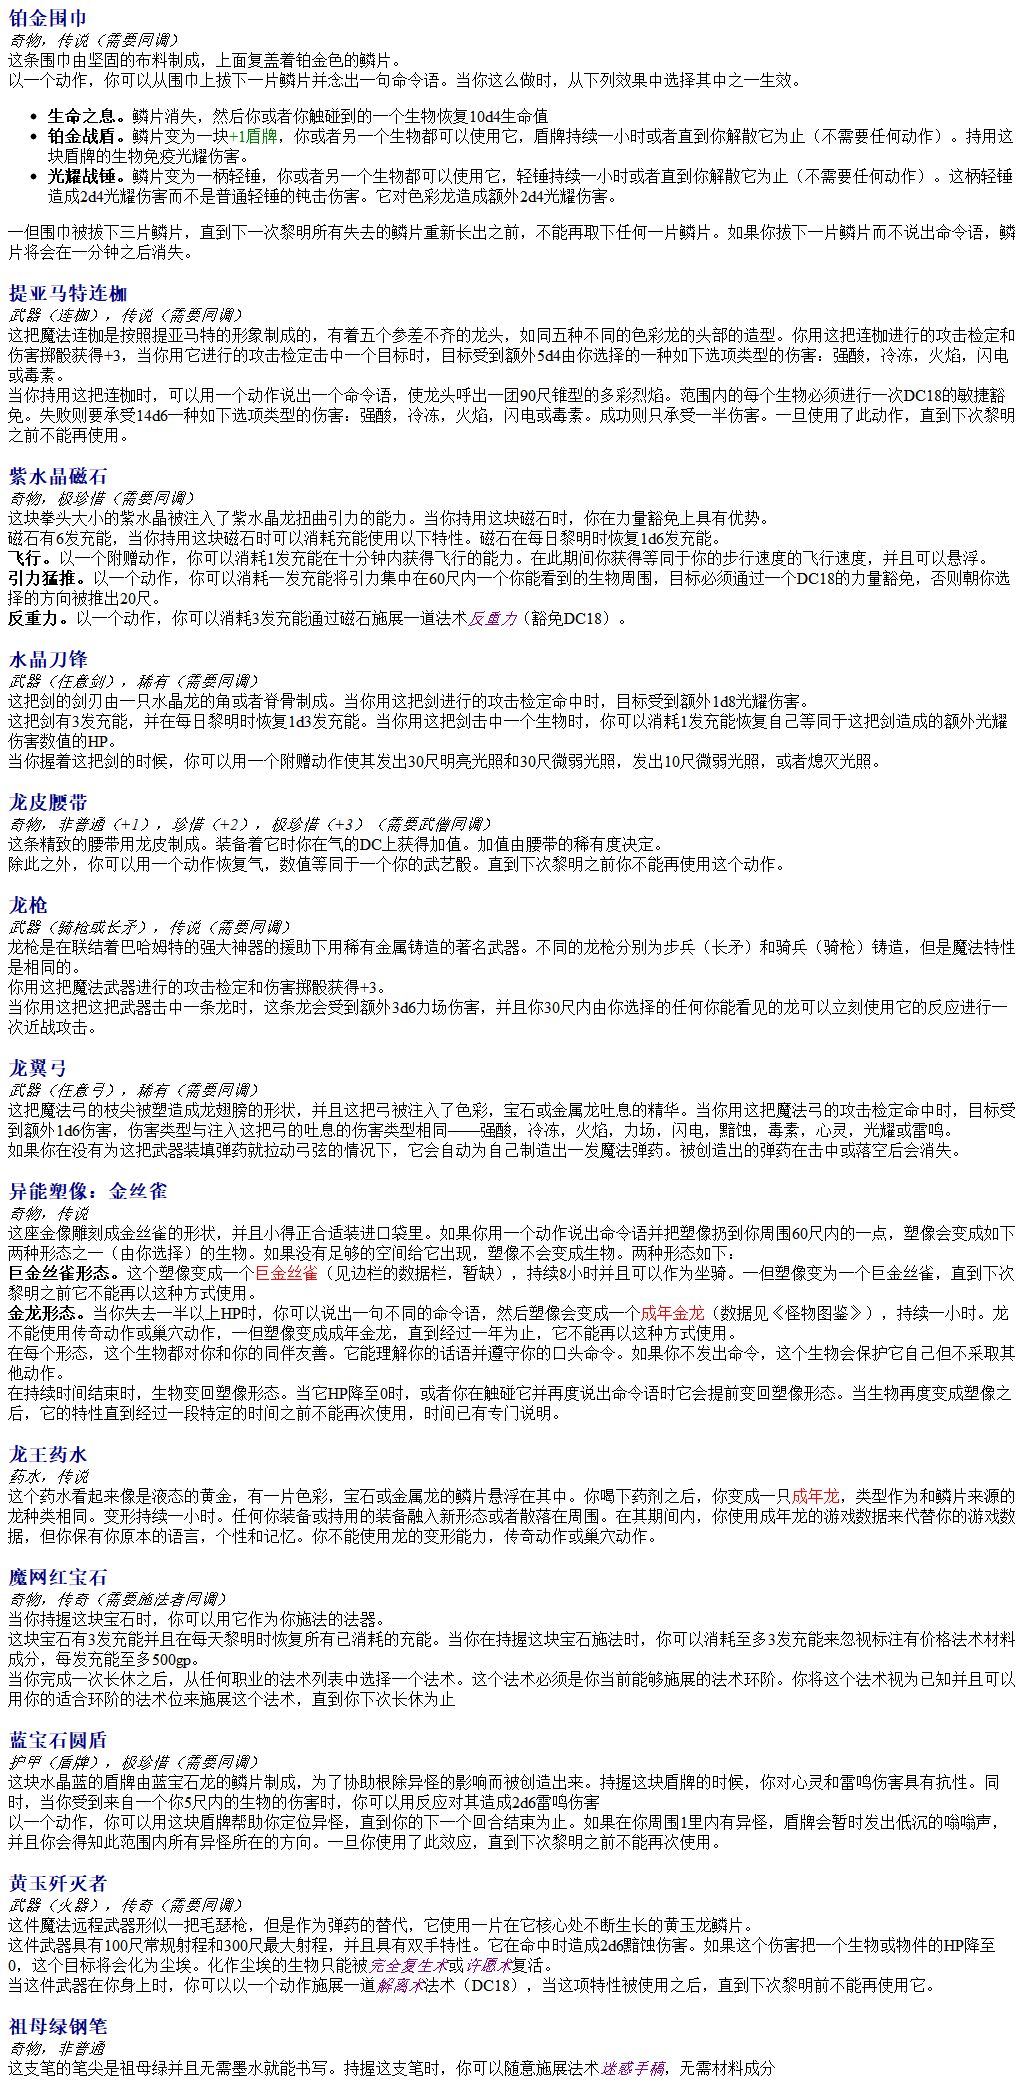 铂金围巾
奇物，传说（需要同调）
这条围巾由坚固的布料制成，上面复盖着铂金色的鳞片。
以一个动作，你可以从围巾上拔下一片鳞片并念出一句命令语。当你这么做时，从下列效果中选择其中之一生效。
• 生命之息。鳞片消失，然后你或者你触碰到的一个生物恢复10d4生命值
• 铂金战盾。鳞片变为一块+1盾牌，你或者另一个生物都可以使用它，盾牌持续一小时或者直到你解散它为止（不需要任何动作）。持用这
块盾牌的生物免疫光耀伤害。
• 光耀战锤。鳞片变为一柄轻锤，你或者另一个生物都可以使用它，轻锤持续一小时或者直到你解散它为止（不需要任何动作）。这柄轻锤
造成2d4光耀伤害而不是普通轻锤的钝击伤害。它对色彩龙造成额外2d4光耀伤害。
一但围巾被拔下三片鳞片，直到下一次黎明所有失去的鳞片重新长出之前，不能再取下任何一片鳞片。如果你拔下一片鳞片而不说出命令语，鳞
片将会在一分钟之后消失。
提亚马特连枷
武器（连枷），传说（需要同调）
这把魔法连枷是按照提亚马特的形象制成的，有着五个参差不齐的龙头，如同五种不同的色彩龙的头部的造型。你用这把连枷进行的攻击检定和
伤害掷骰获得+3，当你用它进行的攻击检定击中一个目标时，目标受到额外5d4由你选择的一种如下选项类型的伤害：强酸，冷冻，火焰，闪电
或毒素。
当你持用这把连枷时，可以用一个动作说出一个命令语，使龙头呼出一团90尺锥型的多彩烈焰。范围内的每个生物必须进行一次DC18的敏捷豁
免。失败则要承受14d6一种如下选项类型的伤害：强酸，冷冻，火焰，闪电或毒素。成功则只承受一半伤害。一旦使用了此动作，直到下次黎明
之前不能再使用。
紫水晶磁石
奇物，极珍惜（需要同调）
这块拳头大小的紫水晶被注入了紫水晶龙扭曲引力的能力。当你持用这块磁石时，你在力量豁免上具有优势。
磁石有6发充能，当你持用这块磁石时可以消耗充能使用以下特性。磁石在每日黎明时恢复1d6发充能。
飞行。以一个附赠动作，你可以消耗1发充能在十分钟内获得飞行的能力。在此期间你获得等同于你的步行速度的飞行速度，并且可以悬浮。
引力猛推。以一个动作，你可以消耗一发充能将引力集中在60尺内一个你能看到的生物周围，目标必须通过一个DC18的力量豁免，否则朝你选
择的方向被推出20尺。
反重力。以一个动作，你可以消耗3发充能通过磁石施展一道法术反重力（豁免DC18）。
水晶刀锋
武器（任意剑），稀有（需要同调）
这把剑的剑刃由一只水晶龙的角或者脊骨制成。当你用这把剑进行的攻击检定命中时，目标受到额外1d8光耀伤害。
这把剑有3发充能，并在每日黎明时恢复1d3发充能。当你用这把剑击中一个生物时，你可以消耗1发充能恢复自己等同于这把剑造成的额外光耀
伤害数值的HP。
当你握着这把剑的时候，你可以用一个附赠动作使其发出30尺明亮光照和30尺微弱光照，发出10尺微弱光照，或者熄灭光照。
龙皮腰带
奇物，非普通（+1），珍惜（+2），极珍惜（+3）（需要武僧同调）
这条精致的腰带用龙皮制成。装备着它时你在气的DC上获得加值。加值由腰带的稀有度决定。
除此之外，你可以用一个动作恢复气，数值等同于一个你的武艺骰。直到下次黎明之前你不能再使用这个动作。
龙枪
武器（骑枪或长矛），传说（需要同调）
龙枪是在联结着巴哈姆特的强大神器的援助下用稀有金属铸造的著名武器。不同的龙枪分别为步兵（长矛）和骑兵（骑枪）铸造，但是魔法特性
是相同的。
你用这把魔法武器进行的攻击检定和伤害掷骰获得+3。
当你用这把这把武器击中一条龙时，这条龙会受到额外3d6力场伤害，并且你30尺内由你选择的任何你能看见的龙可以立刻使用它的反应进行一
次近战攻击。
龙翼弓
武器（任意弓），稀有（需要同调）
这把魔法弓的枝尖被塑造成龙翅膀的形状，并且这把弓被注入了色彩，宝石或金属龙吐息的精华。当你用这把魔法弓的攻击检定命中时，目标受
到额外1d6伤害，伤害类型与注入这把弓的吐息的伤害类型相同——强酸，冷冻，火焰，力场，闪电，黯蚀，毒素，心灵，光耀或雷鸣。
如果你在没有为这把武器装填弹药就拉动弓弦的情况下，它会自动为自己制造出一发魔法弹药。被创造出的弹药在击中或落空后会消失。
异能塑像：金丝雀
奇物，传说
这座金像雕刻成金丝雀的形状，并且小得正合适装进口袋里。如果你用一个动作说出命令语并把塑像扔到你周围60尺内的一点，塑像会变成如下
两种形态之一（由你选择）的生物。如果没有足够的空间给它出现，塑像不会变成生物。两种形态如下：
巨金丝雀形态。这个塑像变成一个巨金丝雀（见边栏的数据栏，暂缺），持续8小时并且可以作为坐骑。一但塑像变为一个巨金丝雀，直到下次
黎明之前它不能再以这种方式使用。
金龙形态。当你失去一半以上HP时，你可以说出一句不同的命令语，然后塑像会变成一个成年金龙（数据见《怪物图鉴》），持续一小时。龙
不能使用传奇动作或巢穴动作，一但塑像变成成年金龙，直到经过一年为止，它不能再以这种方式使用。
在每个形态，这个生物都对你和你的同伴友善。它能理解你的话语并遵守你的口头命令。如果你不发出命令，这个生物会保护它自己但不采取其
他动作。
在持续时间结束时，生物变回塑像形态。当它HP降至0时，或者你在触碰它并再度说出命令语时它会提前变回塑像形态。当生物再度变成塑像之
后，它的特性直到经过一段特定的时间之前不能再次使用，时间已有专门说明。
龙王药水
药水，传说
这个药水看起来像是液态的黄金，有一片色彩，宝石或金属龙的鳞片悬浮在其中。你喝下药剂之后，你变成一只成年龙，类型作为和鳞片来源的
龙种类相同。变形持续一小时。任何你装备或持用的装备融入新形态或者散落在周围。在其期间内，你使用成年龙的游戏数据来代替你的游戏数
据，但你保有你原本的语言，个性和记忆。你不能使用龙的变形能力，传奇动作或巢穴动作。
魔网红宝石
奇物，传奇（需要施法者同调）
当你持握这块宝石时，你可以用它作为你施法的法器。
这块宝石有3发充能并且在每天黎明时恢复所有已消耗的充能。当你在持握这块宝石施法时，你可以消耗至多3发充能来忽视标注有价格法术材料
成分，每发充能至多500gp。
当你完成一次长休之后，从任何职业的法术列表中选择一个法术。这个法术必须是你当前能够施展的法术环阶。你将这个法术视为已知并且可以
用你的适合环阶的法术位来施展这个法术，直到你下次长休为止
蓝宝石圆盾
护甲（盾牌），极珍惜（需要同调）
这块水晶蓝的盾牌由蓝宝石龙的鳞片制成，为了协助根除异怪的影响而被创造出来。持握这块盾牌的时候，你对心灵和雷鸣伤害具有抗性。同
时，当你受到来自一个你5尺内的生物的伤害时，你可以用反应对其造成2d6雷鸣伤害
以一个动作，你可以用这块盾牌帮助你定位异怪，直到你的下一个回合结束为止。如果在你周围1里内有异怪，盾牌会暂时发出低沉的嗡嗡声，
并且你会得知此范围内所有异怪所在的方向。一旦你使用了此效应，直到下次黎明之前不能再次使用。
黄玉歼灭者
武器（火器），传奇（需要同调）
这件魔法远程武器形似一把毛瑟枪，但是作为弹药的替代，它使用一片在它核心处不断生长的黄玉龙鳞片。
这件武器具有100尺常规射程和300尺最大射程，并且具有双手特性。它在命中时造成2d6黯蚀伤害。如果这个伤害把一个生物或物件的HP降至
0，这个目标将会化为尘埃。化作尘埃的生物只能被完全复生术或许愿术复活。
当这件武器在你身上时，你可以以一个动作施展一道解离术法术（DC18），当这项特性被使用之后，直到下次黎明前不能再使用它。
祖母绿钢笔
奇物，非普通
这支笔的笔尖是祖母绿并且无需墨水就能书写。持握这支笔时，你可以随意施展法术迷惑手稿，无需材料成分